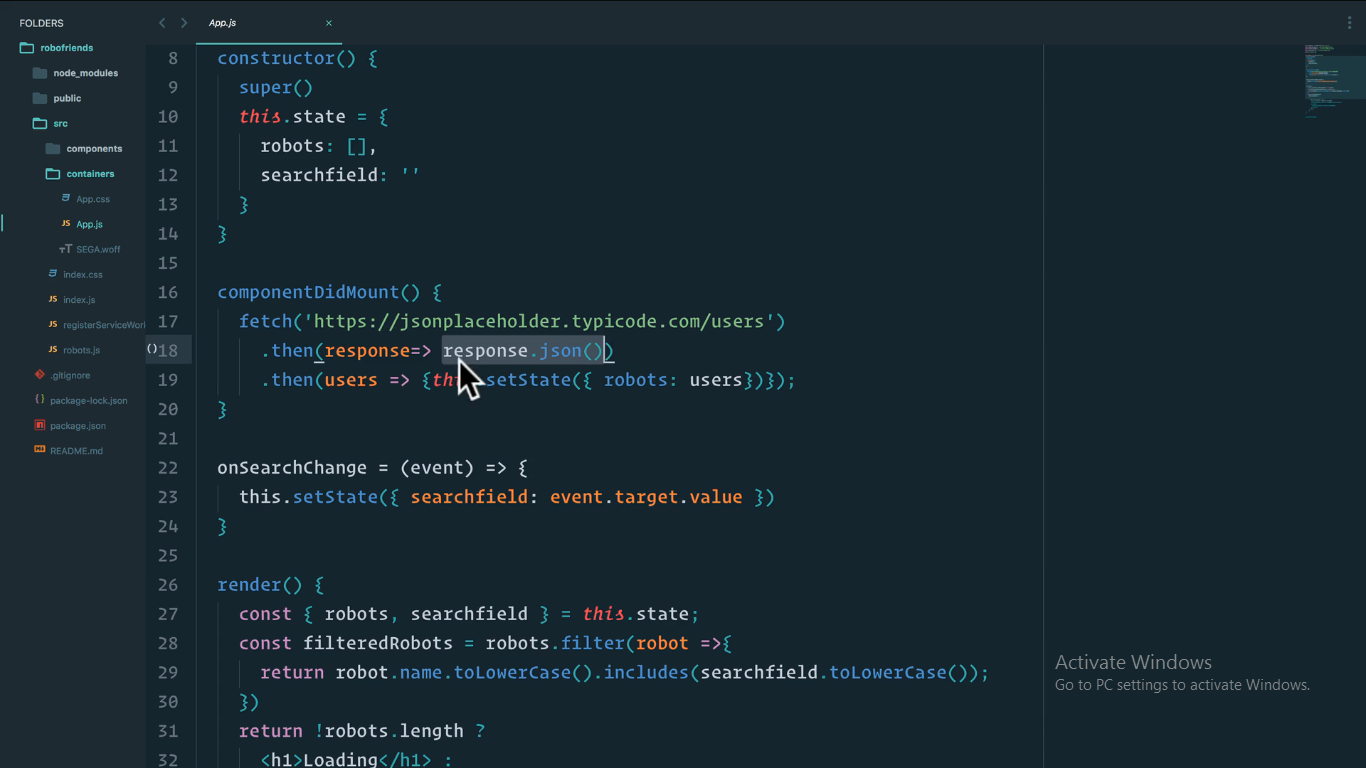 FOLDERS
robofriends
node_modules
public
src
components
containers
App.css
App.js
SEGA.woff
index.css
index.js
registerServiceWor
robots.js
.gitignore
package-lock.json
package.json
README.md
App.js ×
8 constructor() {
9 super()
10 this.state = {
11 robots: [],
12 searchfield: ''
13 }
14 }
15
16 componentDidMount() {
17 fetch('https://jsonplaceholder.typicode.com/users')
18 .then(response=> response.json())
19 .then(users => {th setState({ robots: users})});
20 }
21
22 onSearchChange = (event) => {
23 this.setState({ searchfield: event.target.value })
24 }
25
26 render() {
27 const { robots, searchfield } = this.state;
28 const filteredRobots = robots.filter(robot =>{
29 return robot.name.toLowerCase().includes(searchfield.toLowerCase());
30 })
31 return !robots.length ?
32 <h1>Loading</h1> :
Activate Windows
Go to PC settings to activate Windows.